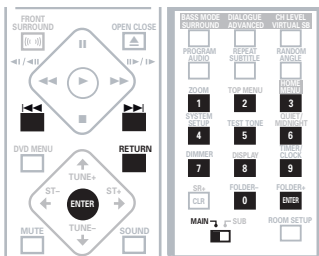 FRONT
SURROUND
OPEN CLOSE
DVD MENU
RETURN
TUNE+
ST−
ST+
ENTER
TUNE−
MUTE
SOUND
BASS MODE
SURROUND
DIALOGUE
ADVANCED
CH LEVEL
VIRTUAL SB
PROGRAM
AUDIO
REPEAT
SUBTITLE
RANDOM
ANGLE
ZOOM
TOP MENU
HOME
MENU
1
2
3
SYSTEM
SETUP
TEST TONE
QUIET/
MIDNIGHT
4
5
6
DIMMER
DISPLAY
TIMER/
CLOCK
7
8
9
SR+
FOLDER−
FOLDER+
CLR
0
ENTER
MAIN
SUB
ROOM SETUP